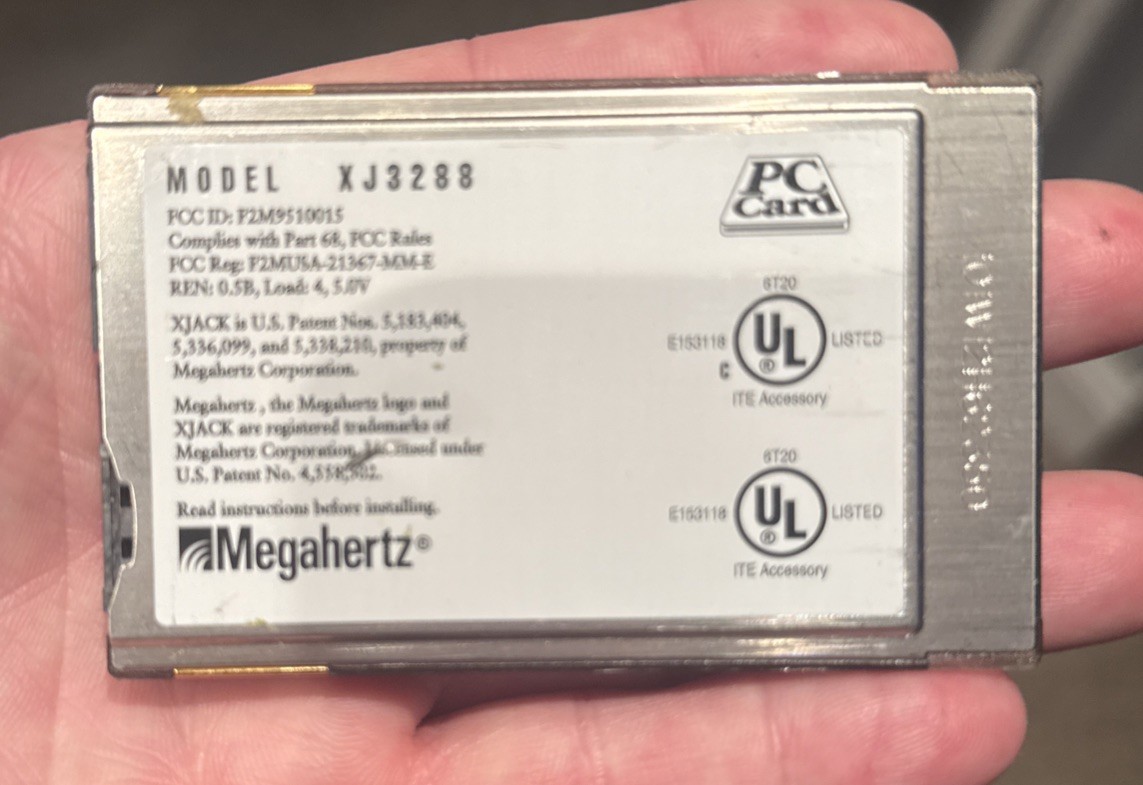 MODEL XJ3288
FCC ID: F2M9510015
Complies with Part 68, FCC Rules
FCC Reg: F2MUSA-21367-MM-E
REN: 0.5B, Load: 4, 5.0V
XJACK is U.S. Patent Nos. 5,183,404,
5,336,099, and 5,338,210, property of
Megahertz Corporation.
Megahertz, the Megahertz logo and
XJACK are registered trademarks of
Megahertz Corporation. Licensed under
U.S. Patent No.
Read instructions before installing.
Megahertz®
PC
Card
6T20
E153118 UL® LISTED
C
ITE Accessory
6T20
E153118 UL® LISTED
ITE Accessory